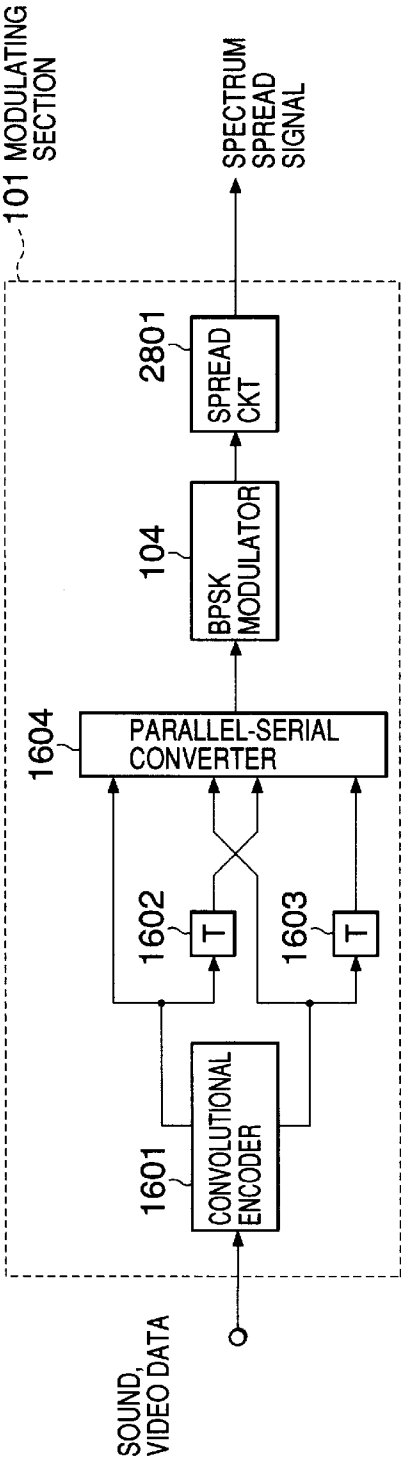 101 MODULATING
SECTION
SOUND,
VIDEO DATA
1601
CONVOLUTIONAL
ENCODER
1602
T
1603
T
1604
PARALLEL-SERIAL
CONVERTER
104
BPSK
MODULATOR
2801
SPREAD
CKT
SPECTRUM
SPREAD
SIGNAL